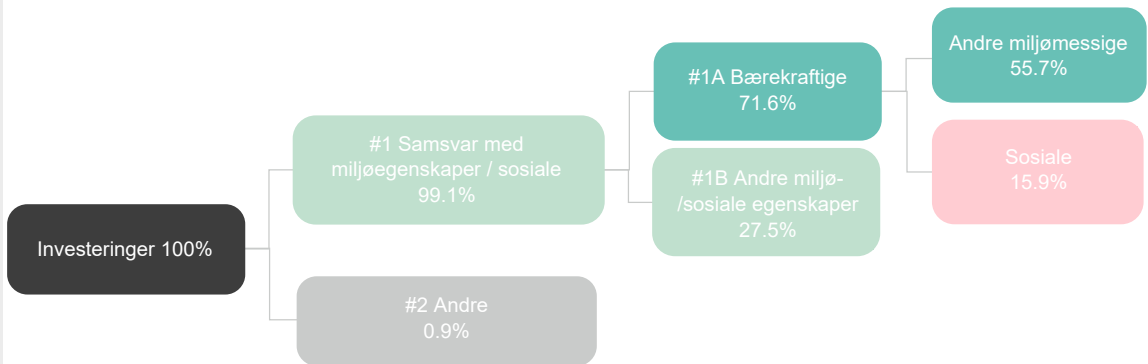 Investeringer 100%
#1 Samsvar med
miljøegenskaper / sosiale
99.1%
#2 Andre
0.9%
#1A Bærekraftige
71.6%
#1B Andre miljø-
/sosiale egenskaper
27.5%
Andre miljømessige
55.7%
Sosiale
15.9%